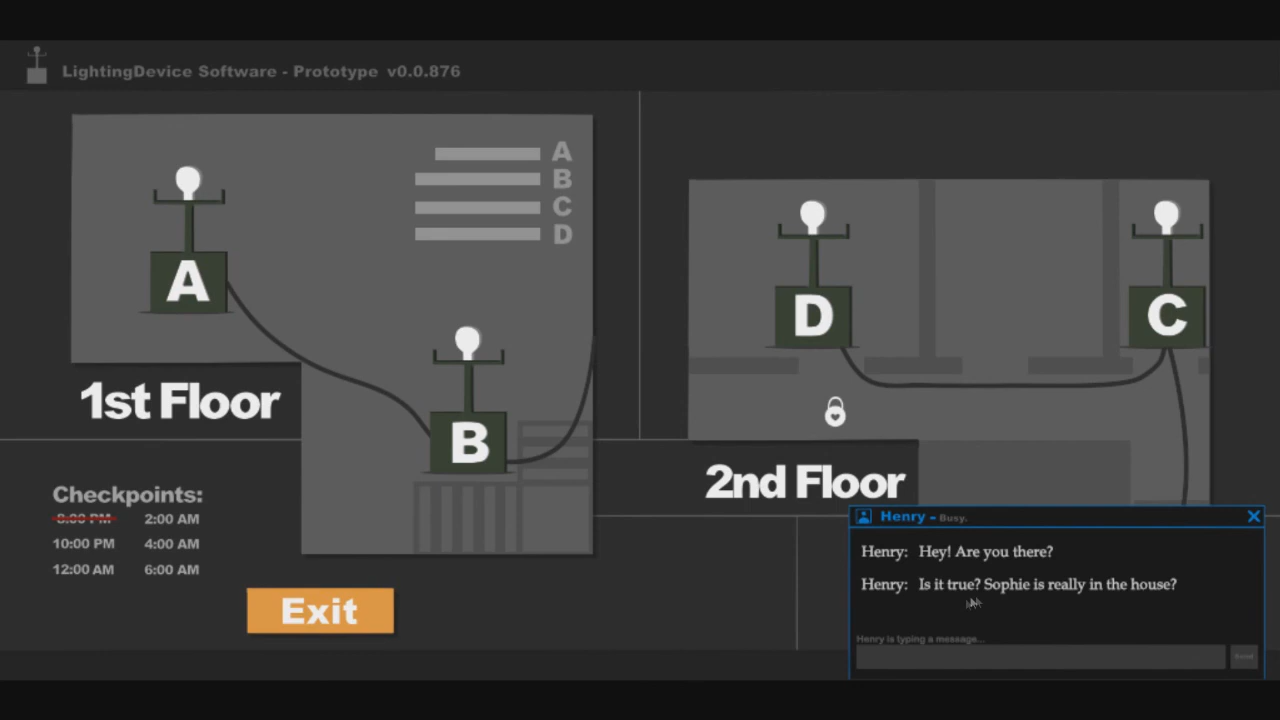 LightingDevice Software - Prototype v0.0.876
A
B
C
D
A
B
1st Floor
D
C
2nd Floor
Checkpoints:
8:00 PM 2:00 AM
10:00 PM 4:00 AM
12:00 AM 6:00 AM
Exit
Henry - Busy.
Henry: Hey! Are you there?
Henry: Is it true? Sophie is really in the house?
Henry is typing a message...
Send